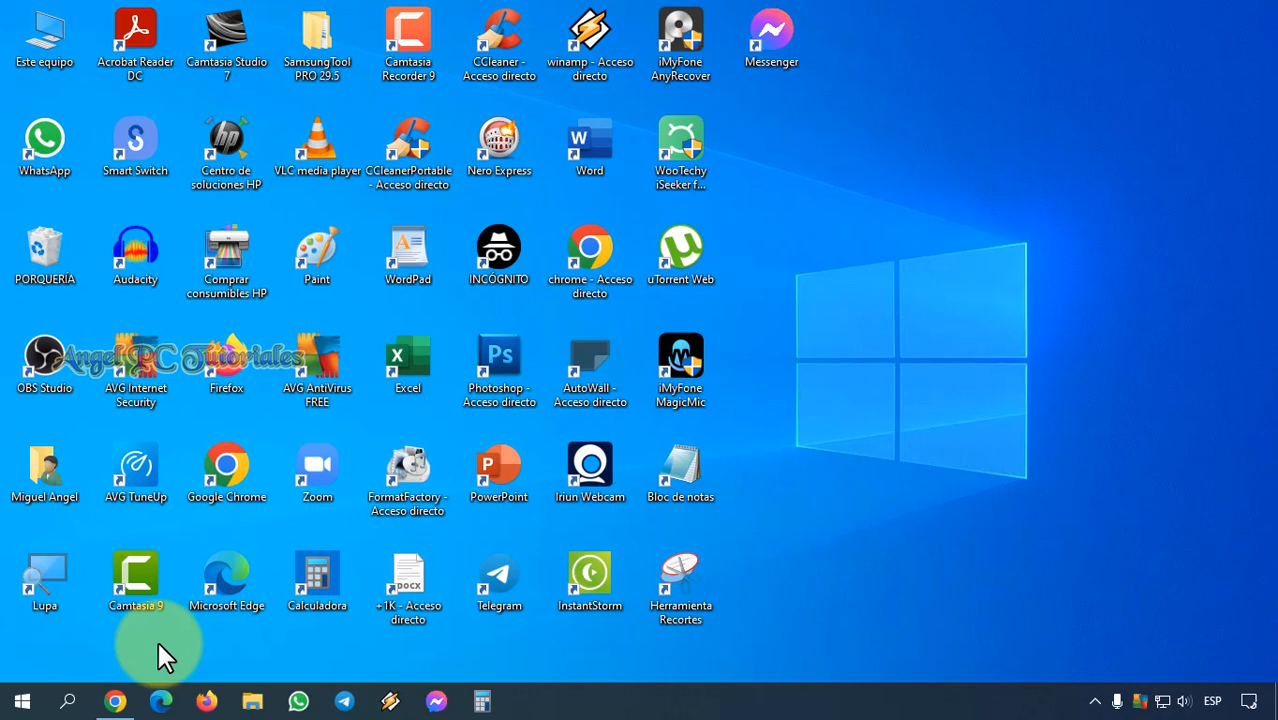 Este equipo
Acrobat Reader
DC
Camtasia Studio
7
SamsungTool
PRO 29.5
Camtasia
Recorder 9
CCleaner -
Acceso directo
winamp - Acceso
directo
iMyFone
AnyRecover
Messenger
WhatsApp
Smart Switch
Centro de
soluciones HP
VLC media player
CCleanerPortable
- Acceso directo
Nero Express
Word
WooTechy
iSeeker f...
PORQUERÍA
Audacity
Comprar
consumibles HP
Paint
WordPad
INCÓGNITO
chrome - Acceso
directo
uTorrent Web
Angel PC Tutoriales
OBS Studio
AVG Internet
Security
Firefox
AVG AntiVirus
FREE
Excel
Photoshop -
Acceso directo
AutoWall -
Acceso directo
iMyFone
MagicMic
Miguel Angel
AVG TuneUp
Google Chrome
Zoom
FormatFactory -
Acceso directo
PowerPoint
Iriun Webcam
Bloc de notas
Lupa
Camtasia 9
Microsoft Edge
Calculadora
DOCX
+1K - Acceso
directo
Telegram
InstantStorm
Herramienta
Recortes
ESP